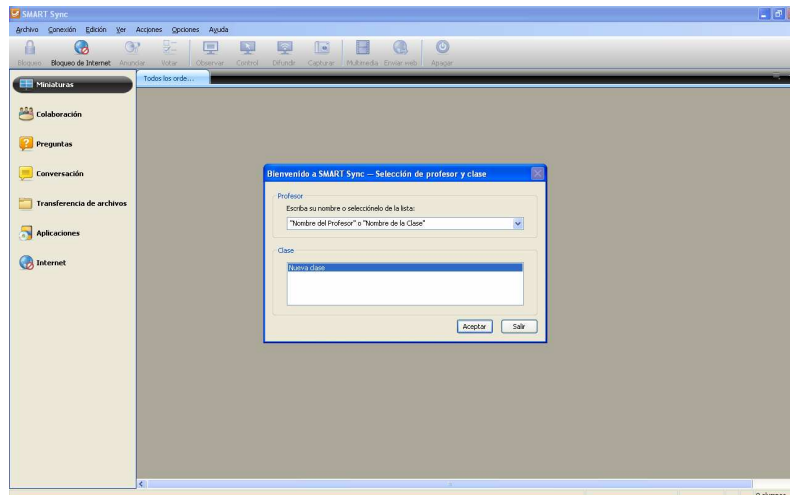 SMART Sync
Archivo Conexión Edición Ver Acciones Opciones Ayuda
Bloqueo Bloqueo de Internet Anunciar Votar Observar Control Difundir Capturar Multimedia Enviar web Apagar
Miniaturas
Todos los orde...
Colaboración
Preguntas
Conversación
Transferencia de archivos
Aplicaciones
Internet
Bienvenido a SMART Sync — Selección de profesor y clase
Profesor
Escriba su nombre o selecciónelo de la lista:
"Nombre del Profesor" o "Nombre de la Clase"
Clase
Nueva clase
Aceptar Salir